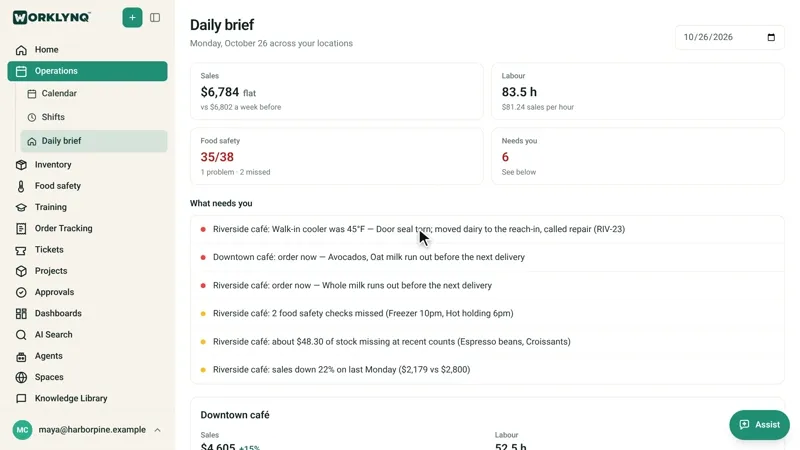 WORKLYNQ
Home
Operations
Calendar
Shifts
Daily brief
Inventory
Food safety
Training
Order Tracking
Tickets
Projects
Approvals
Dashboards
AI Search
Agents
Spaces
Knowledge Library
MC maya@harborpine.example
Daily brief
Monday, October 26 across your locations
10/26/2026
Sales
$6,784 flat
vs $6,802 a week before
Labour
83.5 h
$81.24 sales per hour
Food safety
35/38
1 problem · 2 missed
Needs you
6
See below
What needs you
Riverside café: Walk-in cooler was 45°F — Door seal torn; moved dairy to the reach-in, called repair (RIV-23)
Downtown café: order now — Avocados, Oat milk run out before the next delivery
Riverside café: order now — Whole milk runs out before the next delivery
Riverside café: 2 food safety checks missed (Freezer 10pm, Hot holding 6pm)
Riverside café: about $48.30 of stock missing at recent counts (Espresso beans, Croissants)
Riverside café: sales down 22% on last Monday ($2,179 vs $2,800)
Downtown café
Sales
$4,605 +15%
Labour
52.5 h
Assist